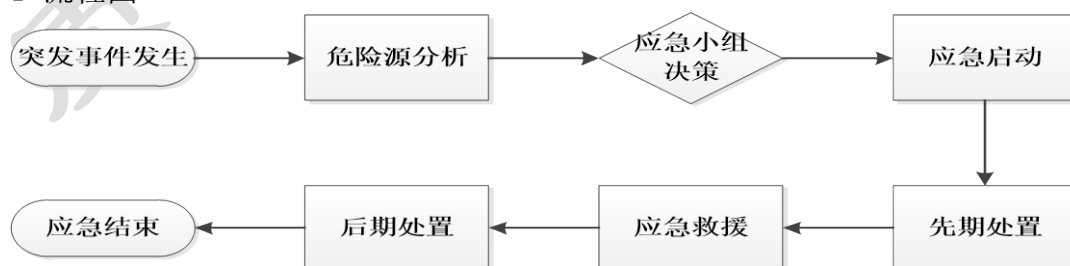 流程图
突发事件发生
危险源分析
应急小组
决策
应急启动
应急结束
后期处置
应急救援
先期处置